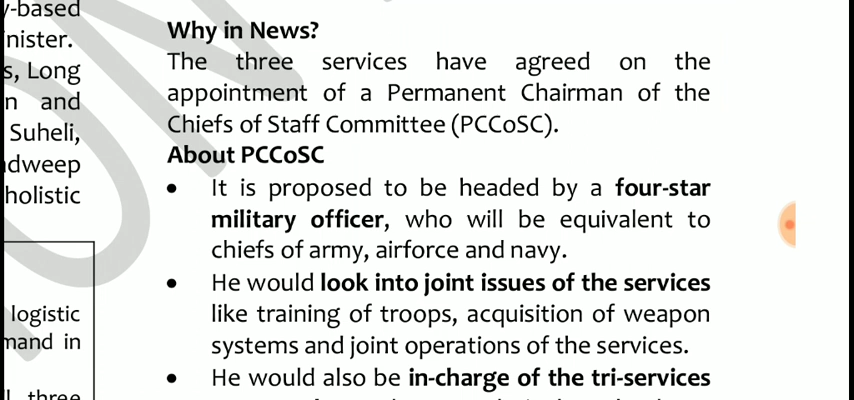 y-based
nister.
s, Long
n and
Suheli,
dweep
holistic
logistic
mand in
three
Why in News?
The three services have agreed on the
appointment of a Permanent Chairman of the
Chiefs of Staff Committee (PCCoSC).
About PCCoSC
• It is proposed to be headed by a four-star
military officer, who will be equivalent to
chiefs of army, airforce and navy.
• He would look into joint issues of the services
like training of troops, acquisition of weapon
systems and joint operations of the services.
• He would also be in-charge of the tri-services